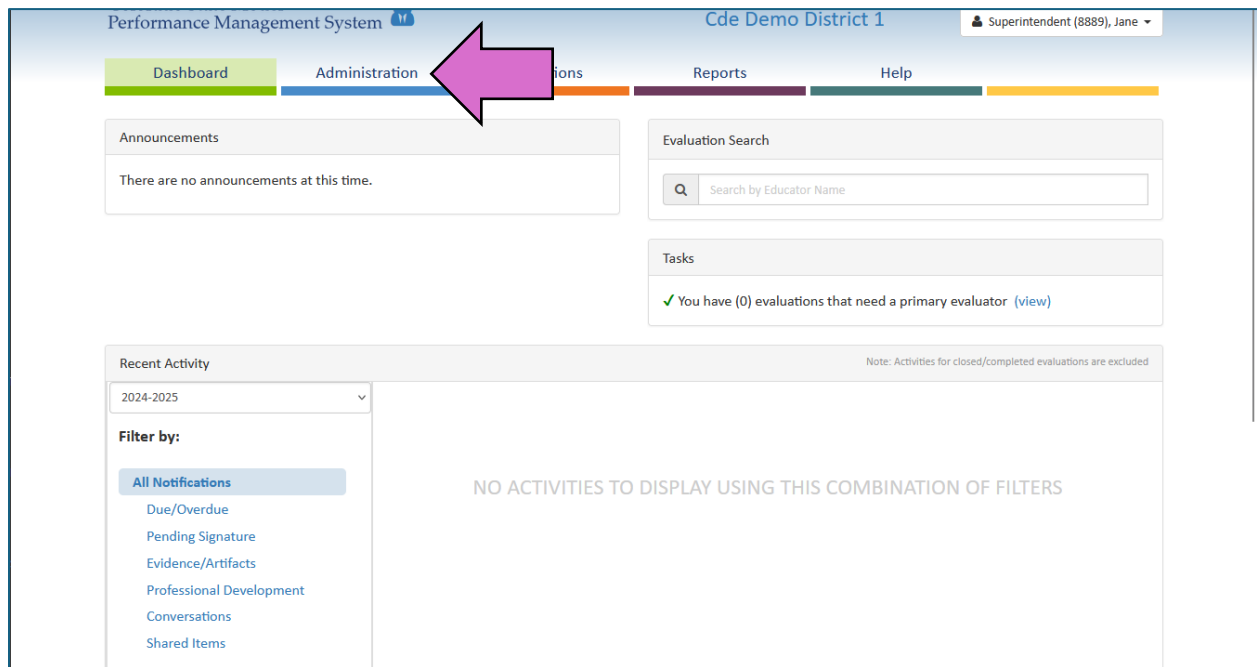 Performance Management System
Cde Demo District 1
Superintendent (8889), Jane
Dashboard
Administration
Reports
Help
Announcements
There are no announcements at this time.
Evaluation Search
Search by Educator Name
Tasks
You have (0) evaluations that need a primary evaluator (view)
Recent Activity
Note: Activities for closed/completed evaluations are excluded
2024-2025
Filter by:
All Notifications
Due/Overdue
Pending Signature
Evidence/Artifacts
Professional Development
Conversations
Shared Items
NO ACTIVITIES TO DISPLAY USING THIS COMBINATION OF FILTERS